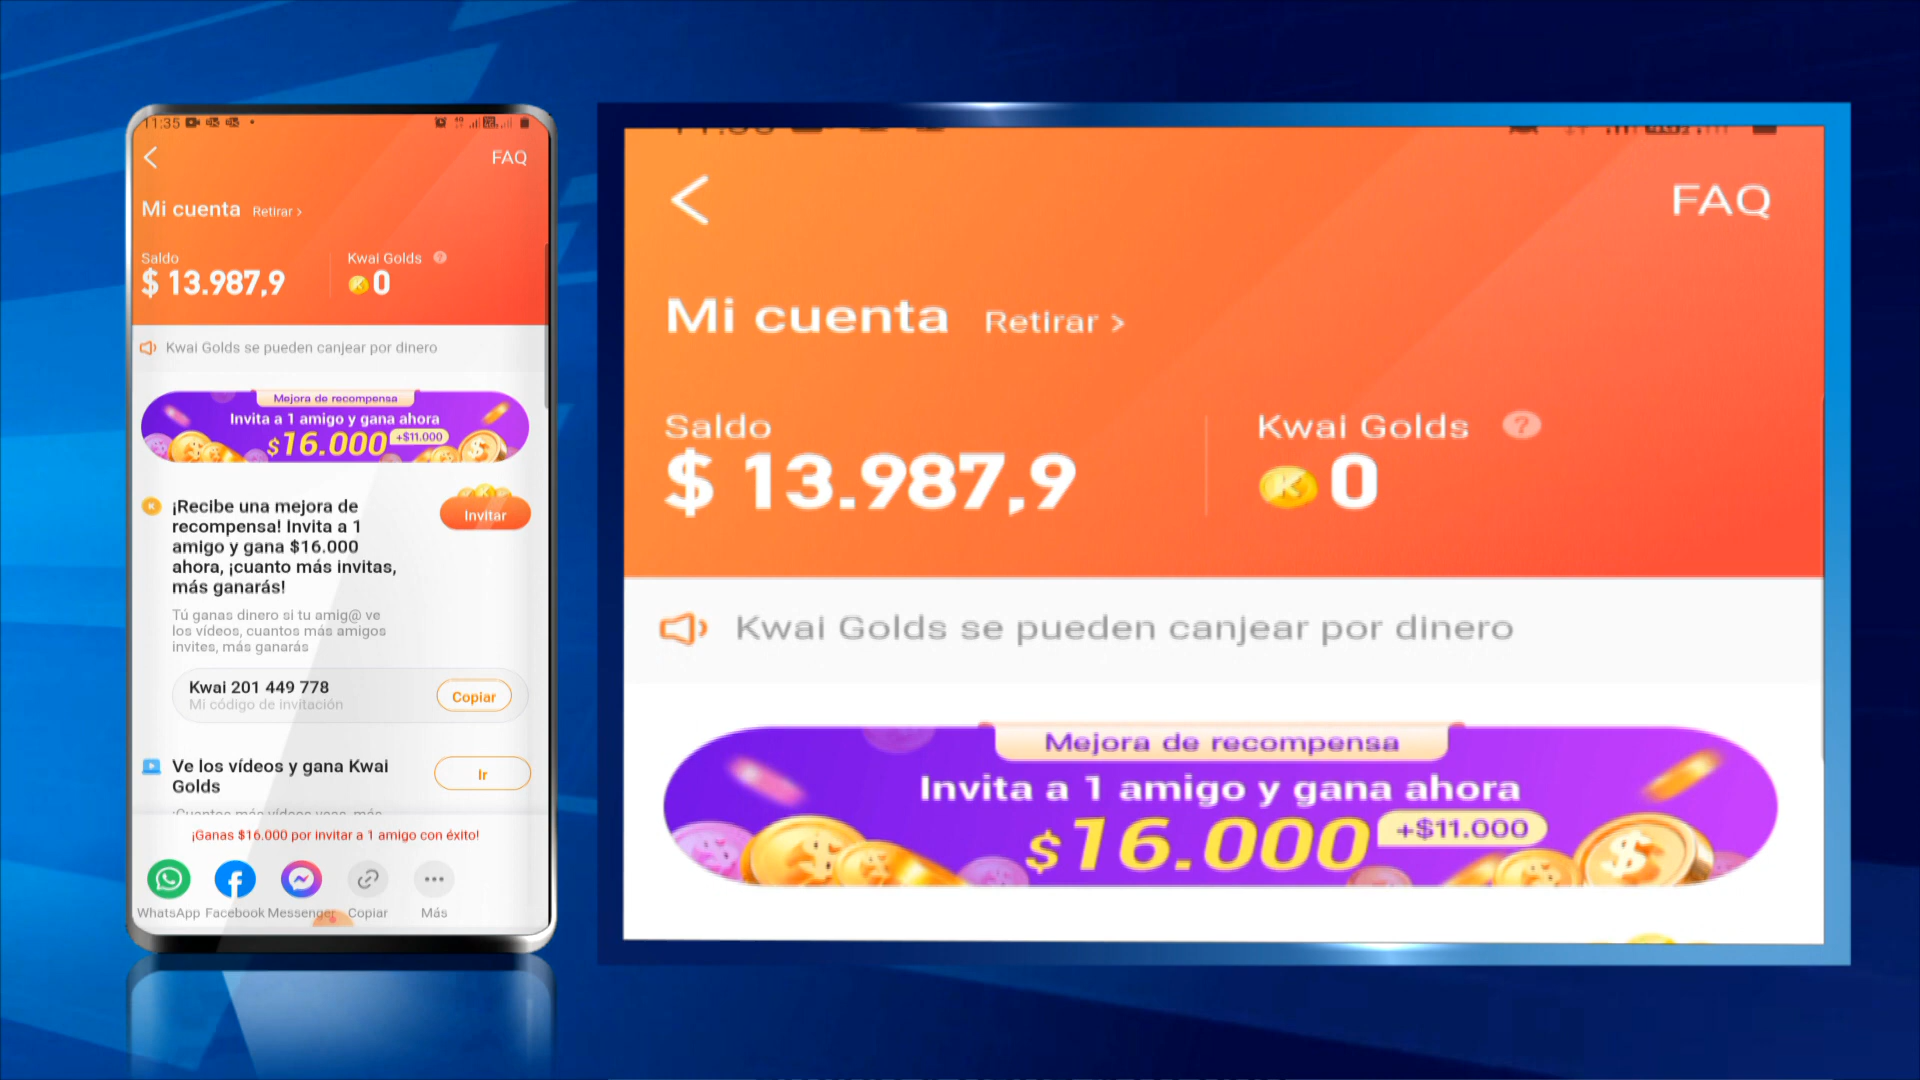 11:35
FAQ
Mi cuenta Retirar >
Saldo
Kwai Golds ?
$ 13.987,9
0
Kwai Golds se pueden canjear por dinero
Mejora de recompensa
Invita a 1 amigo y gana ahora
$16.000 +$11.000
¡Recibe una mejora de
recompensa! Invita a 1
amigo y gana $16.000
ahora, ¡cuanto más invitas,
más ganarás!
Invitar
Tú ganas dinero si tu amig@ ve
los vídeos, cuantos más amigos
invites, más ganarás
Kwai 201 449 778
Mi código de invitación
Copiar
Ve los vídeos y gana Kwai
Golds
Ir
¡Cuantos más vídeos veas, más
¡Ganas $16.000 por invitar a 1 amigo con éxito!
WhatsApp Facebook Messenger Copiar Más
FAQ
Mi cuenta Retirar >
Saldo
Kwai Golds ?
$ 13.987,9
K 0
Kwai Golds se pueden canjear por dinero
Mejora de recompensa
Invita a 1 amigo y gana ahora
$16.000 +$11.000